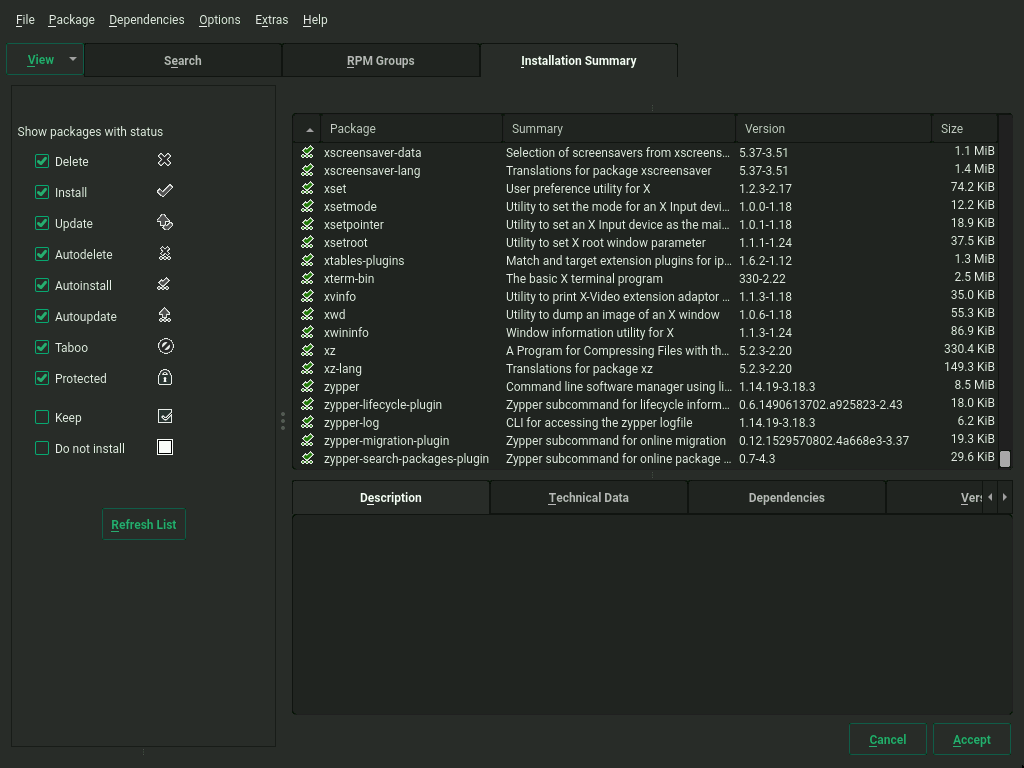 File Package Dependencies Options Extras Help
View Search RPM Groups Installation Summary
Show packages with status
Delete
Install
Update
Autodelete
Autoinstall
Autoupdate
Taboo
Protected
Keep
Do not install
Refresh List
Package Summary Version Size
xscreensaver-data Selection of screensavers from xscreens... 5.37-3.51 1.1 MiB
xscreensaver-lang Translations for package xscreensaver 5.37-3.51 1.4 MiB
xset User preference utility for X 1.2.3-2.17 74.2 KiB
xsetmode Utility to set the mode for an X Input devi... 1.0.0-1.18 12.2 KiB
xsetpointer Utility to set an X Input device as the mai... 1.0.1-1.18 18.9 KiB
xsetroot Utility to set X root window parameter 1.1.1-1.24 37.5 KiB
xtables-plugins Match and target extension plugins for ip... 1.6.2-1.12 1.3 MiB
xterm-bin The basic X terminal program 330-2.22 2.5 MiB
xvinfo Utility to print X-Video extension adaptor ... 1.1.3-1.18 35.0 KiB
xwd Utility to dump an image of an X window 1.0.6-1.18 55.3 KiB
xwininfo Window information utility for X 1.1.3-1.24 86.9 KiB
xz A Program for Compressing Files with th... 5.2.3-2.20 330.4 KiB
xz-lang Translations for package xz 5.2.3-2.20 149.3 KiB
zypper Command line software manager using li... 1.14.19-3.18.3 8.5 MiB
zypper-lifecycle-plugin Zypper subcommand for lifecycle inform... 0.6.1490613702.a925823-2.43 18.0 KiB
zypper-log CLI for accessing the zypper logfile 1.14.19-3.18.3 6.2 KiB
zypper-migration-plugin Zypper subcommand for online migration 0.12.1529570802.4a668e3-3.37 19.3 KiB
zypper-search-packages-plugin Zypper subcommand for online package ... 0.7-4.3 29.6 KiB
Description Technical Data Dependencies Vers
Cancel Accept